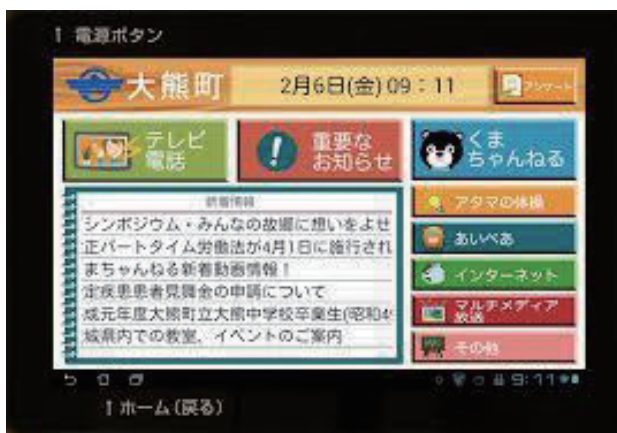 ↑ 電源ボタン
大熊町
2月6日(金) 09:11
アンケート
テレビ
電話
重要な
お知らせ
くま
ちゃんねる
新着情報
シンポジウム・みんなの故郷に想いをよせ
正パートタイム労働法が4月1日に施行され
まちゃんねる新着動画情報!
定疾患患者見舞金の申請について
成元年度大熊町立大熊中学校卒業生(昭和4
城県内での教室、イベントのご案内
アタマの体操
あいべあ
インターネット
マルチメディア
放送
その他
9:11
↑ホーム(戻る)